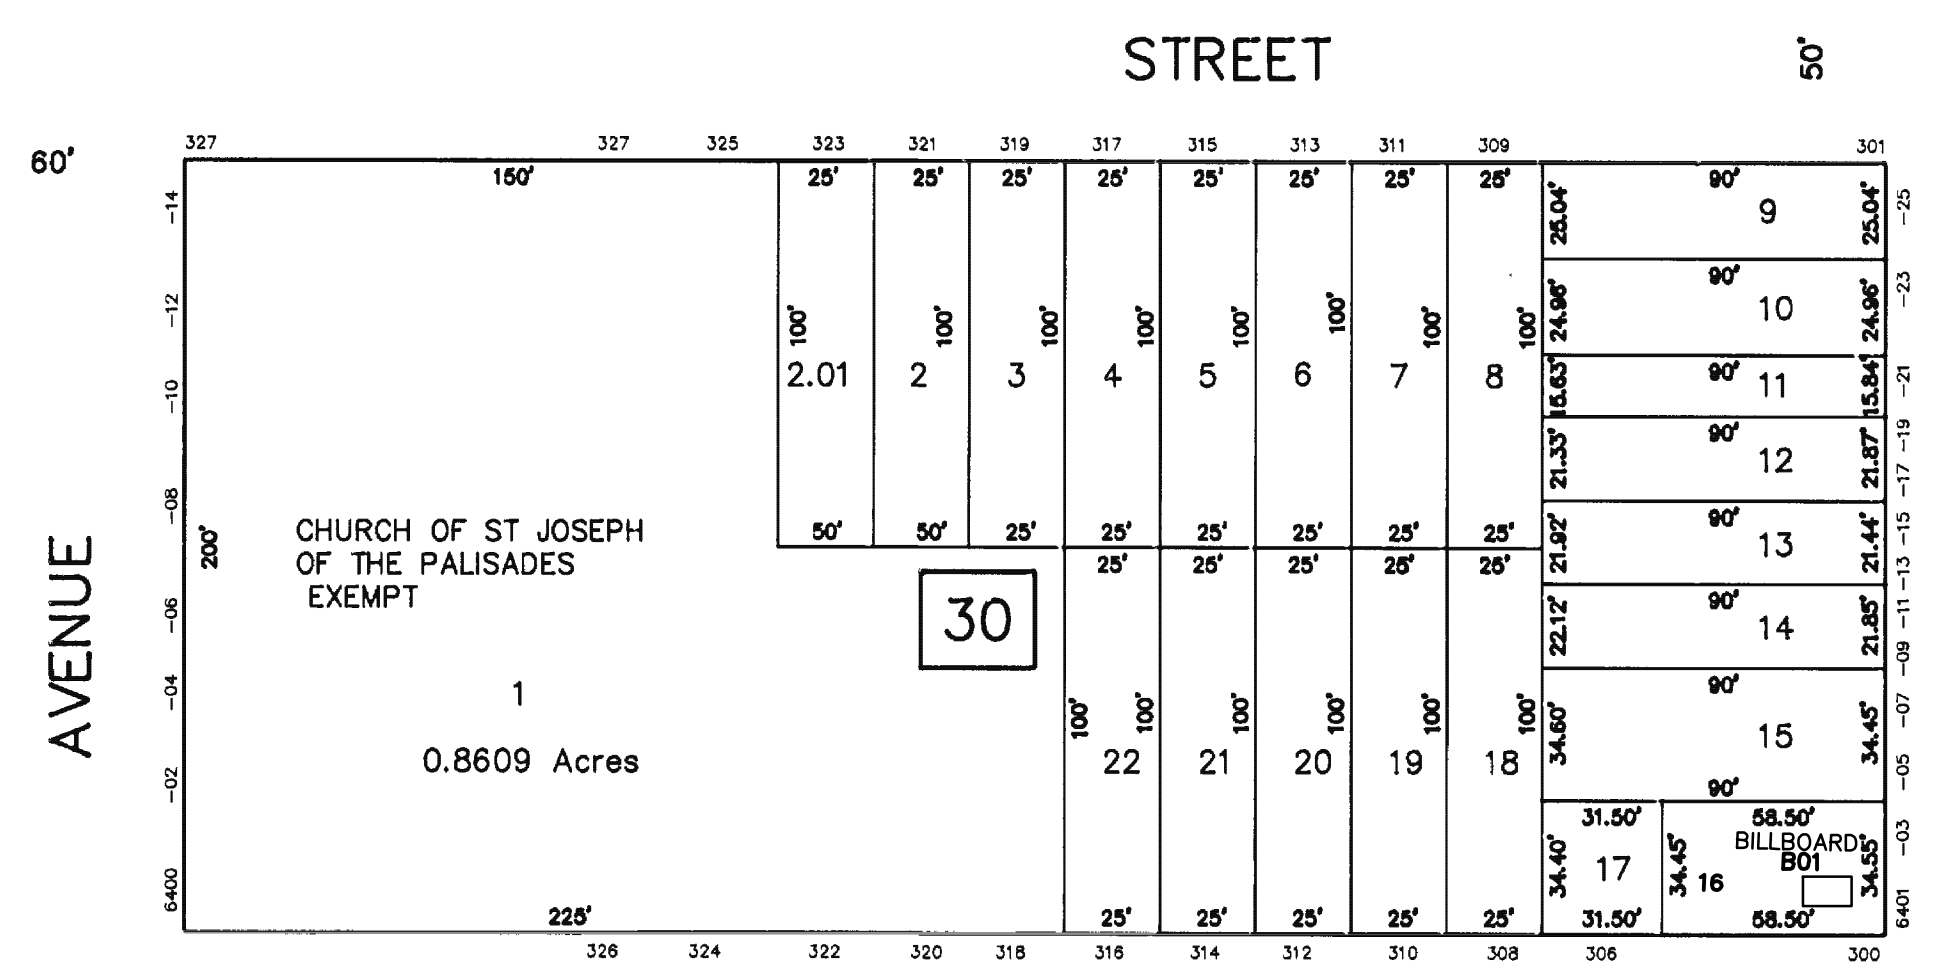 STREET
50'
60'
327 327 325 323 321 319 317 315 313 311 309 301
150' 25' 25' 25' 25' 25' 25' 25' 25' 90'
-14 25.04' 9 25.04' -25
90'
-12 100' 100' 100' 100' 100' 100' 100' 100' 24.96' 10 24.96' -23
-10 2.01 2 3 4 5 6 7 8 15.63' 90' 11 15.84' -21
90' -19
21.33' 12 21.87' -17
-08 90'
50' 50' 25' 25' 25' 25' 25' 25' 21.92' 13 21.44' -15
AVENUE
200'
CHURCH OF ST JOSEPH
OF THE PALISADES
EXEMPT
25' 25' 25' 25' 25' -13
90' -11
-06 30 22.12' 14 21.85'
-09
-04 1 90'
100' 100' 100' 100' 100' 100' 34.60' 15 34.45' -07
0.8609 Acres 22 21 20 19 18 -05
-02 90'
31.50' 58.50'
BILLBOARD -03
B01
34.40' 17 34.45' 16 34.55'
6400 6401
225' 25' 25' 25' 25' 25' 31.50' 58.50'
326 324 322 320 318 316 314 312 310 308 306 300